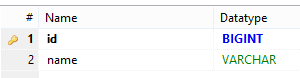 # Name Datatype
1 id BIGINT
2 name VARCHAR